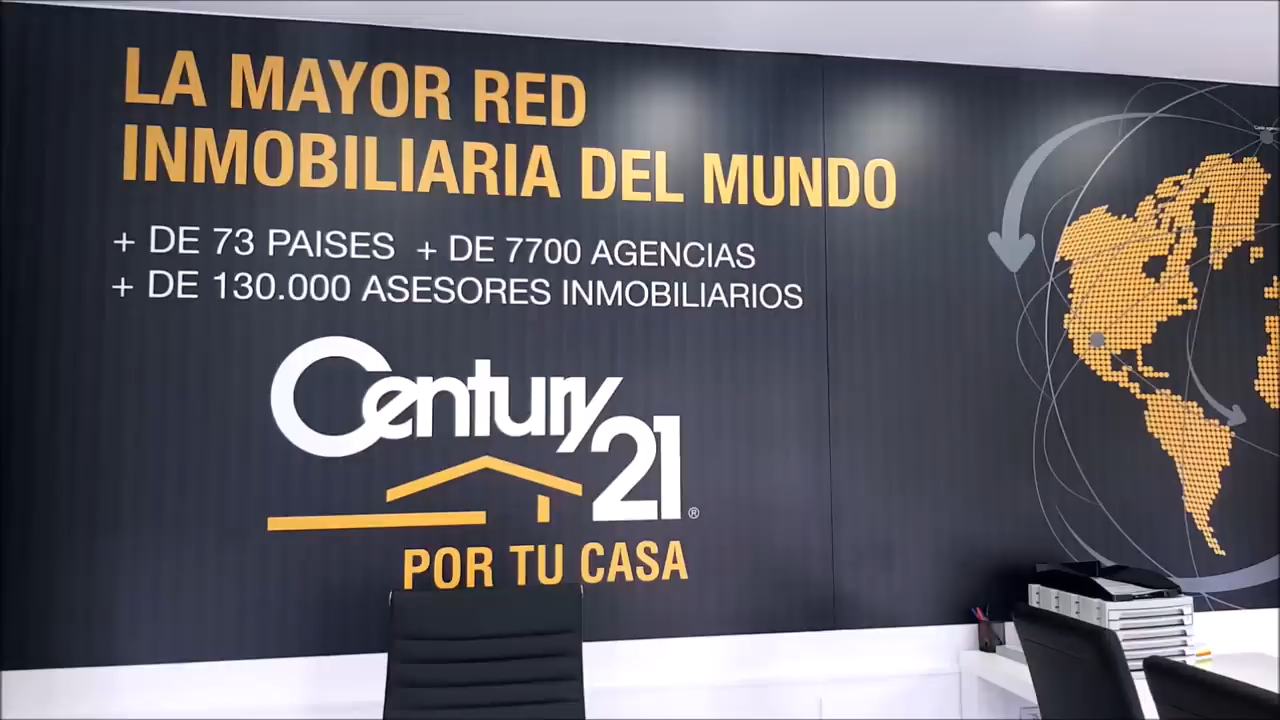 LA MAYOR RED
INMOBILIARIA DEL MUNDO
+ DE 73 PAISES + DE 7700 AGENCIAS
+ DE 130.000 ASESORES INMOBILIARIOS
Century
21
®
POR TU CASA